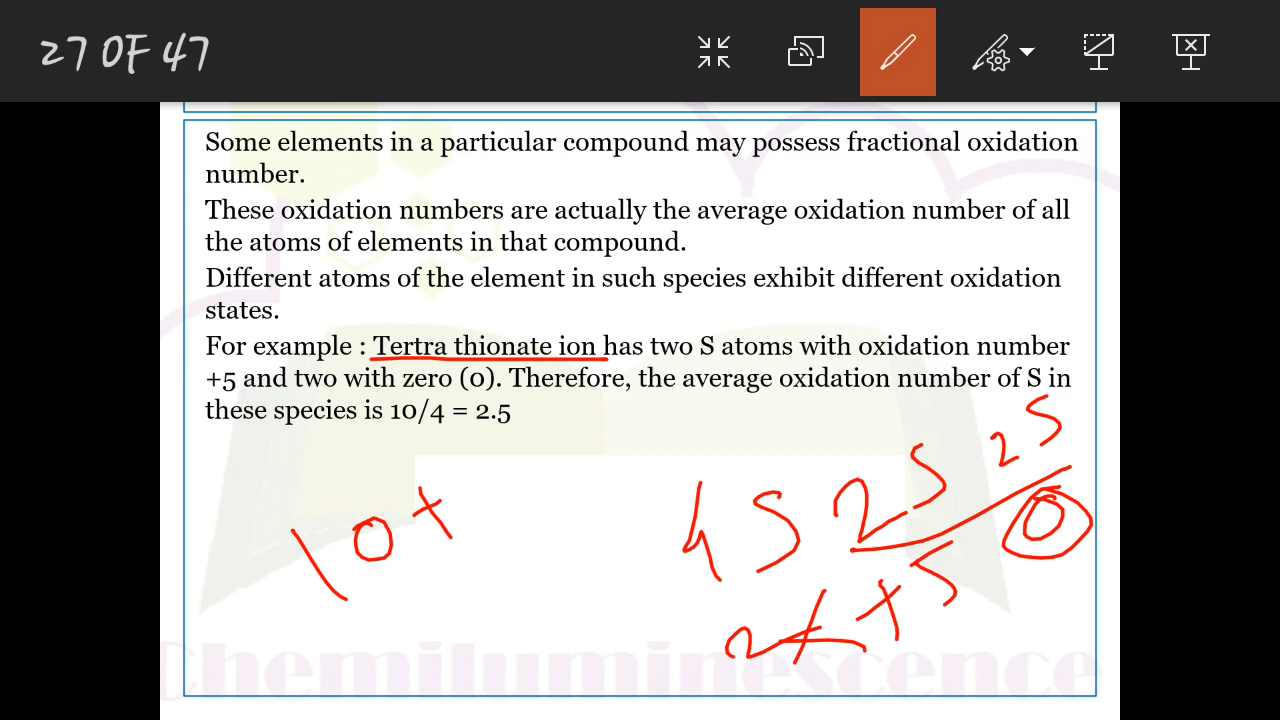 27 OF 47
Some elements in a particular compound may possess fractional oxidation
number.
These oxidation numbers are actually the average oxidation number of all
the atoms of elements in that compound.
Different atoms of the element in such species exhibit different oxidation
states.
For example : Tertra thionate ion has two S atoms with oxidation number
+5 and two with zero (0). Therefore, the average oxidation number of S in
these species is 10/4 = 2.5
10+
4 S 2 S 2 S
0
2 × +5
Chemiluminescence